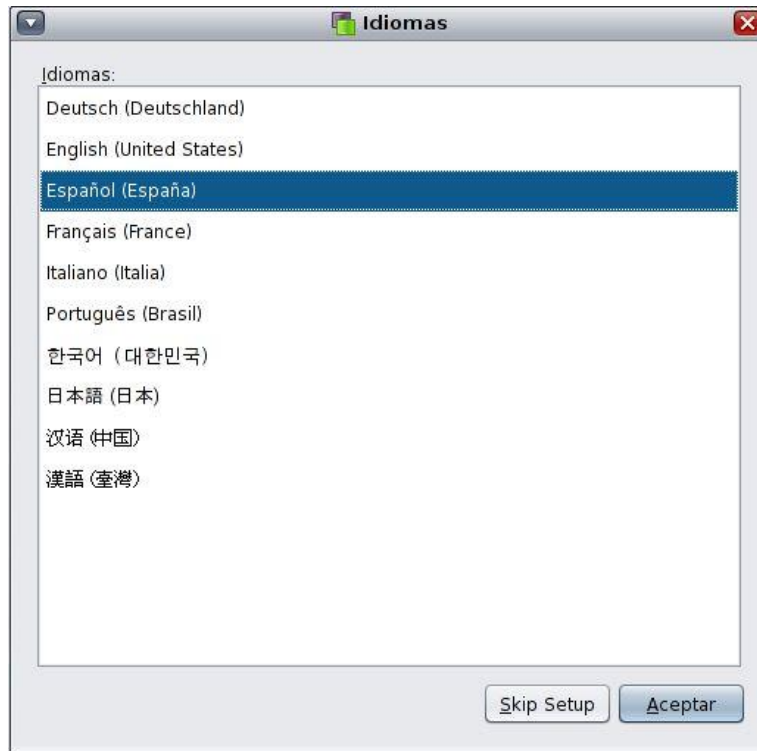 Idiomas
Idiomas:
Deutsch (Deutschland)
English (United States)
Español (España)
Français (France)
Italiano (Italia)
Português (Brasil)
한국어 (대한민국)
日本語 (日本)
汉语 (中国)
漢語 (臺灣)
Skip Setup
Aceptar